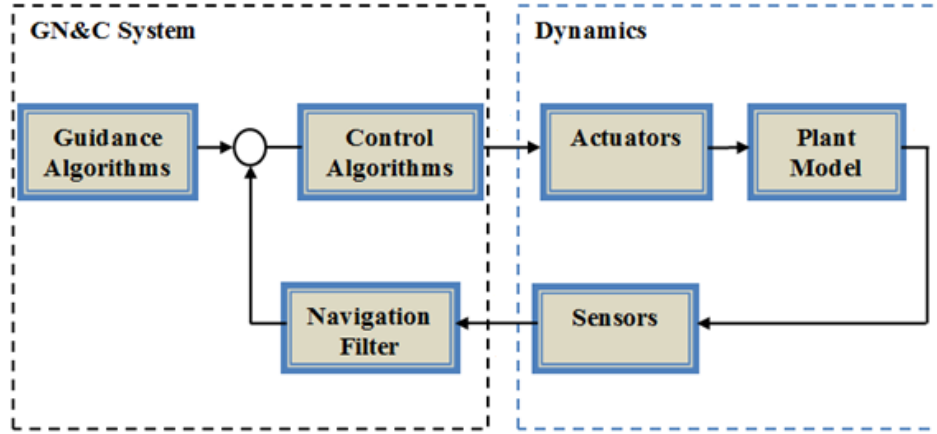 GN&C System
Dynamics
Guidance
Algorithms
Control
Algorithms
Actuators
Plant
Model
Navigation
Filter
Sensors